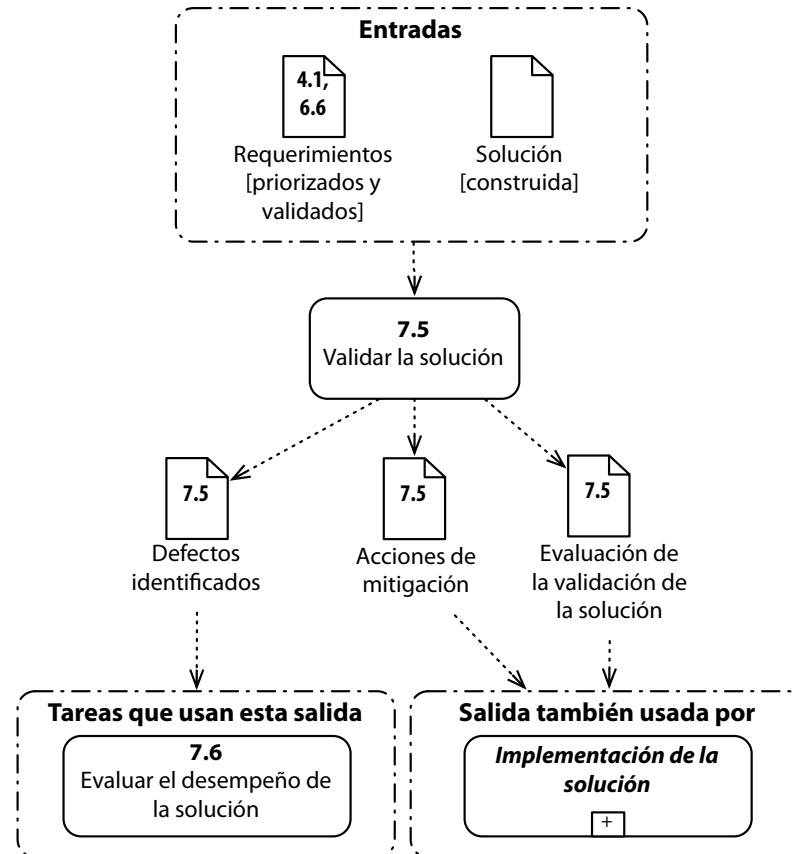 Entradas
4.1,
6.6
Requerimientos
[priorizados y
validados]
Solución
[construida]
7.5
Validar la solución
7.5
Defectos
identificados
7.5
Acciones de
mitigación
7.5
Evaluación de
la validación de
la solución
Tareas que usan esta salida
7.6
Evaluar el desempeño de
la solución
Salida también usada por
Implementación de la
solución
+